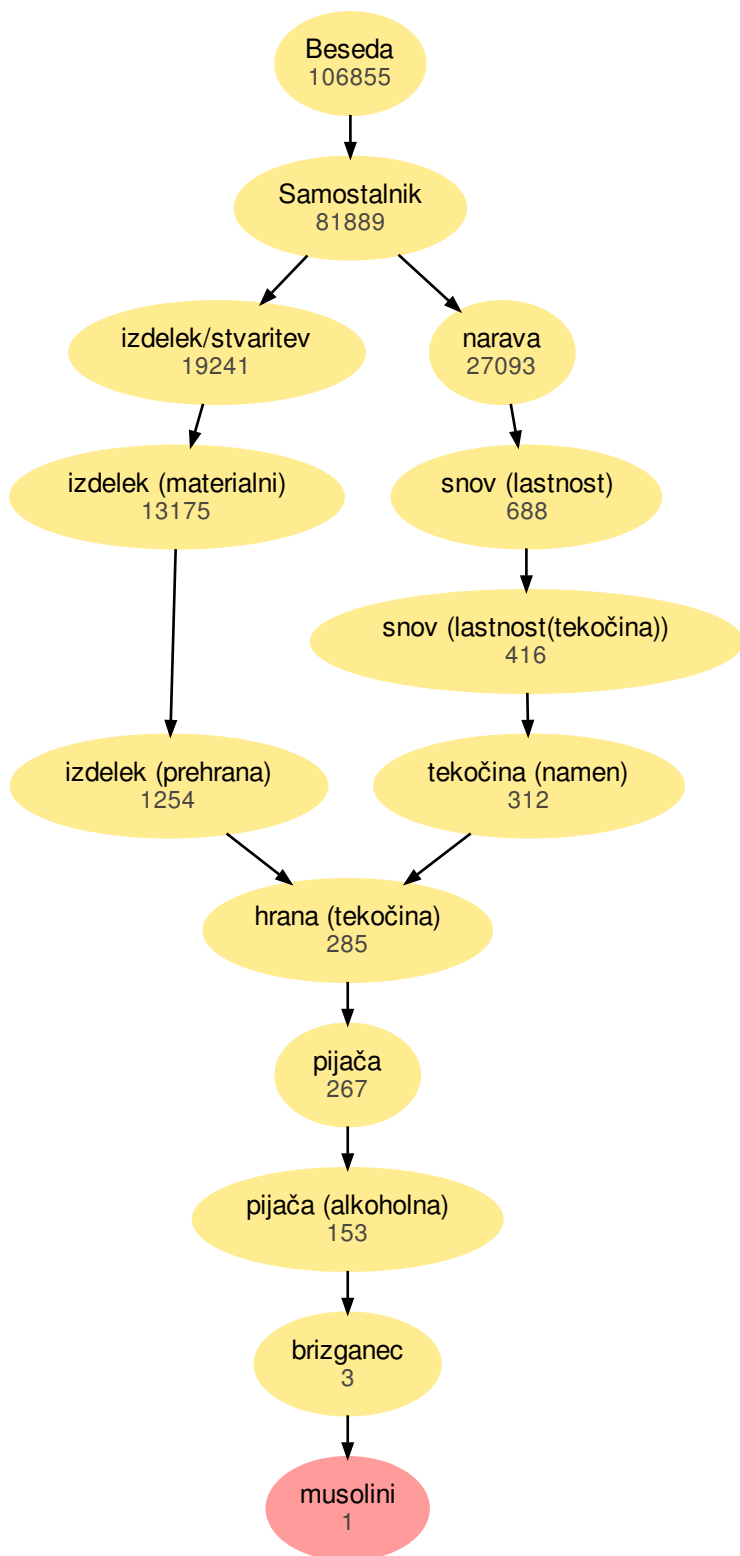 Beseda
106855
Samostalnik
81889
izdelek/stvaritev
19241
narava
27093
izdelek (materialni)
13175
snov (lastnost)
688
snov (lastnost(tekočina))
416
izdelek (prehrana)
1254
tekočina (namen)
312
hrana (tekočina)
285
pijača
267
pijača (alkoholna)
153
brizganec
3
musolini
1